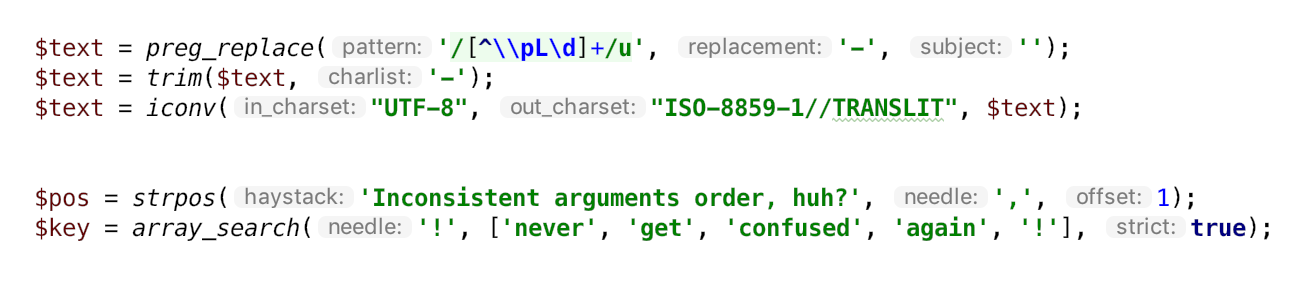 $text = preg_replace( pattern: '/[^\\pL\d]+/u', replacement: '-', subject: '');
$text = trim($text, charlist: '-');
$text = iconv( in_charset: "UTF-8", out_charset: "ISO-8859-1//TRANSLIT", $text);
$pos = strpos( haystack: 'Inconsistent arguments order, huh?', needle: ',', offset: 1);
$key = array_search( needle: '!', ['never', 'get', 'confused', 'again', '!'], strict: true);